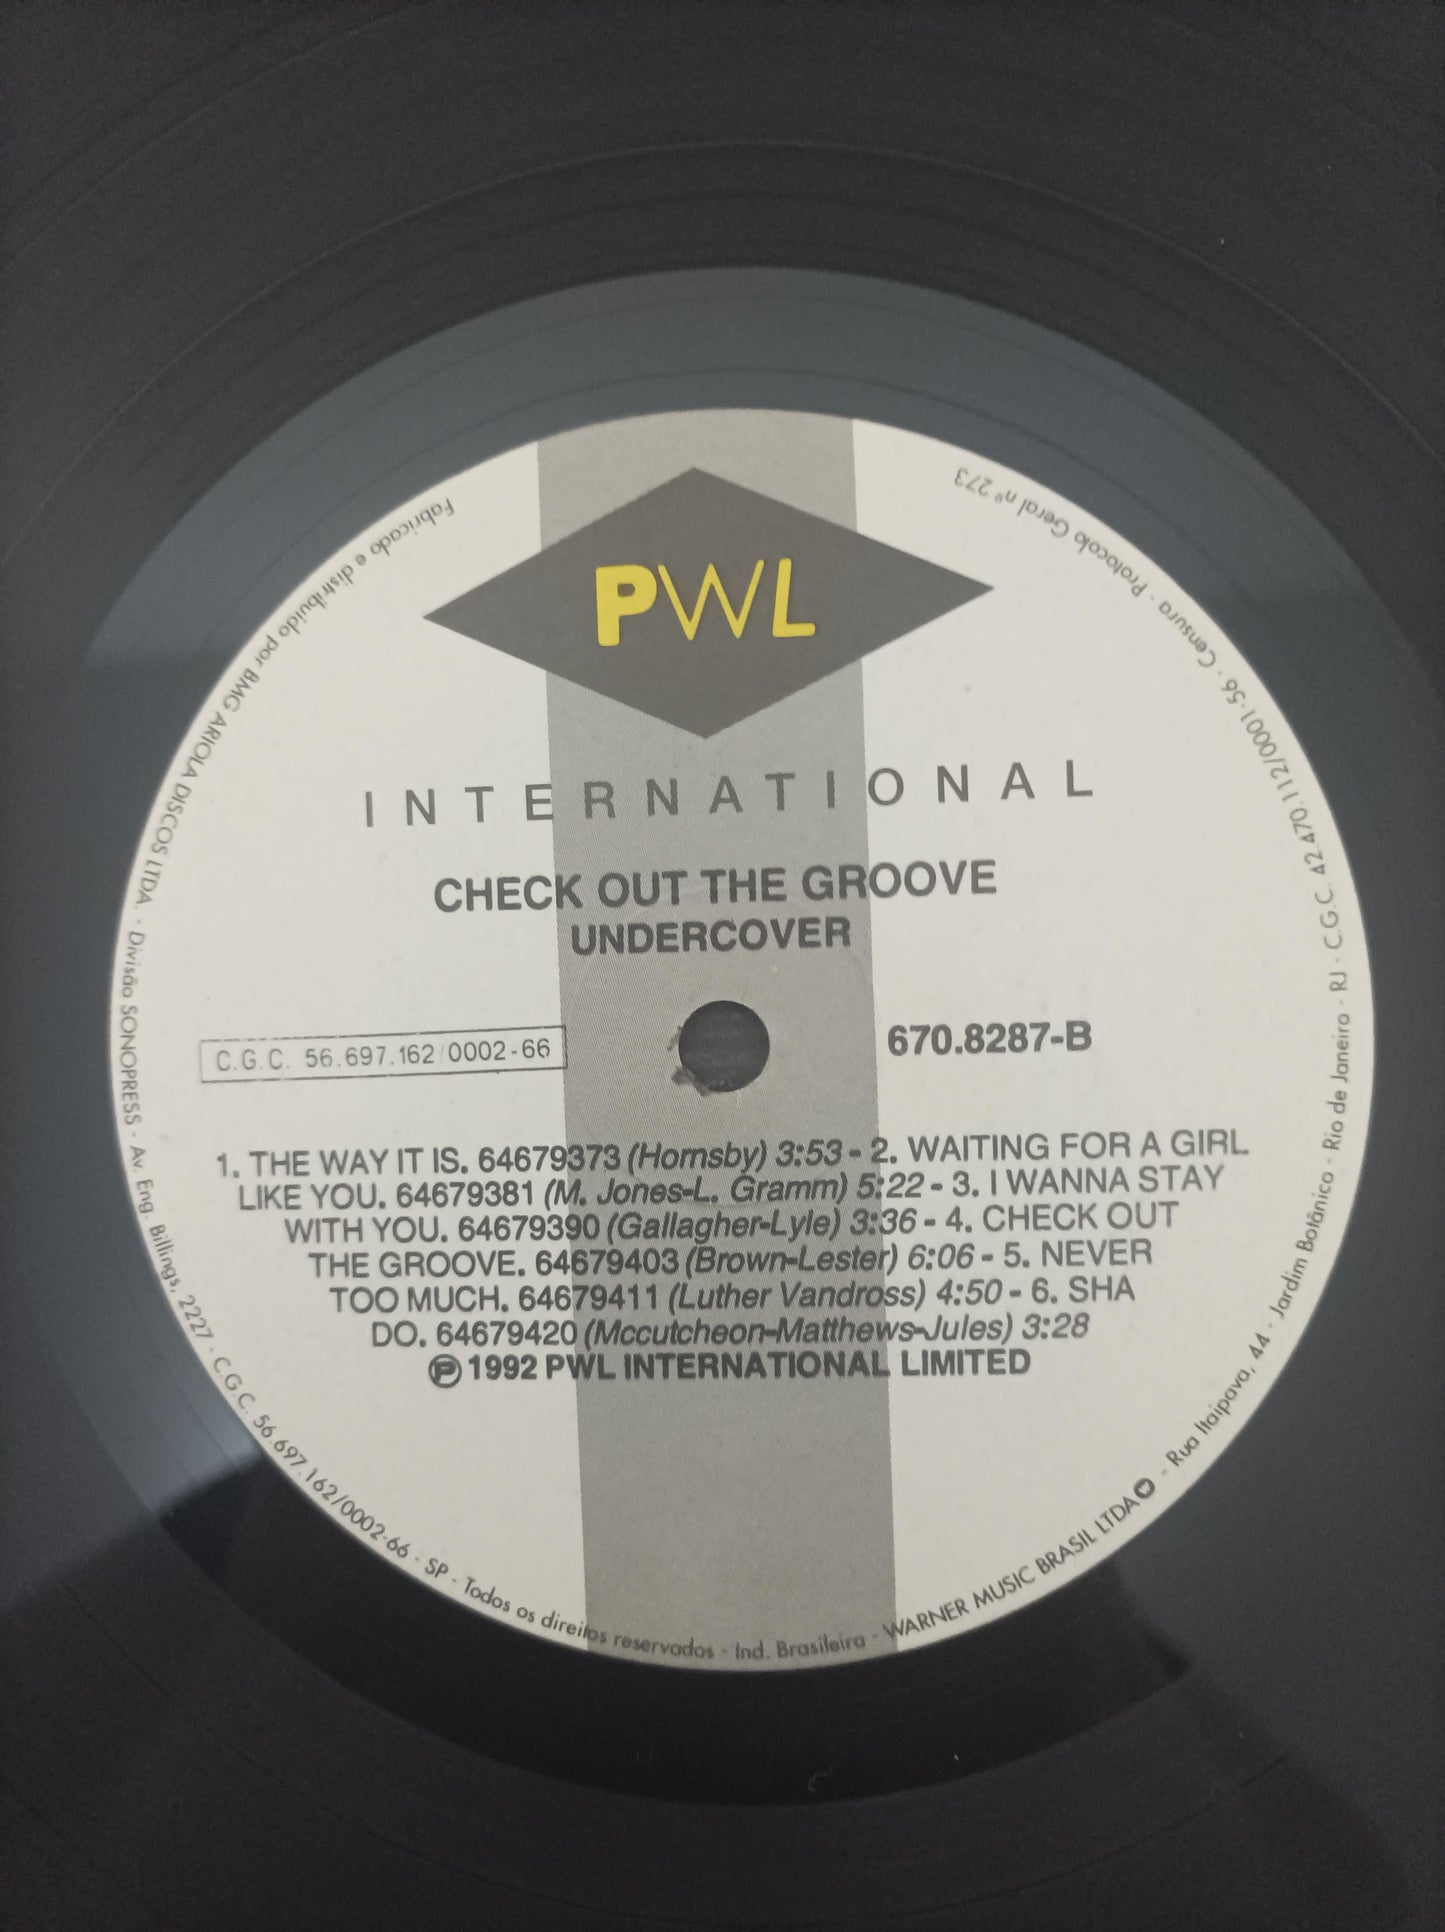 PWL
INTERNATIONAL
CHECK OUT THE GROOVE
UNDERCOVER
C.G.C. 56.697.162/0002-66
670.8287-B
1. THE WAY IT IS. 64679373 (Hornsby) 3:53 - 2. WAITING FOR A GIRL
LIKE YOU. 64679381 (M. Jones-L. Gramm) 5:22 - 3. I WANNA STAY
WITH YOU. 64679390 (Gallagher-Lyle) 3:36 - 4. CHECK OUT
THE GROOVE. 64679403 (Brown-Lester) 6:06 - 5. NEVER
TOO MUCH. 64679411 (Luther Vandross) 4:50 - 6. SHA
DO. 64679420 (Mccutcheon-Matthews-Jules) 3:28
Ⓟ 1992 PWL INTERNATIONAL LIMITED
Fabricado e distribuído por BMG ARIOLA DISCOS LTDA. · Divisão SONOPRESS · Av. Eng. Billings, 2227 · C.G.C. 56.697.162/0002-66 · SP · Todos os direitos reservados · Ind. Brasileira · WARNER MUSIC BRASIL LTDA · Rua Itaipava, 44 · Jardim Botânico · Rio de Janeiro · RJ · C.G.C. 42.470.112/0001-56 · Censura · Protocolo Geral nº 273